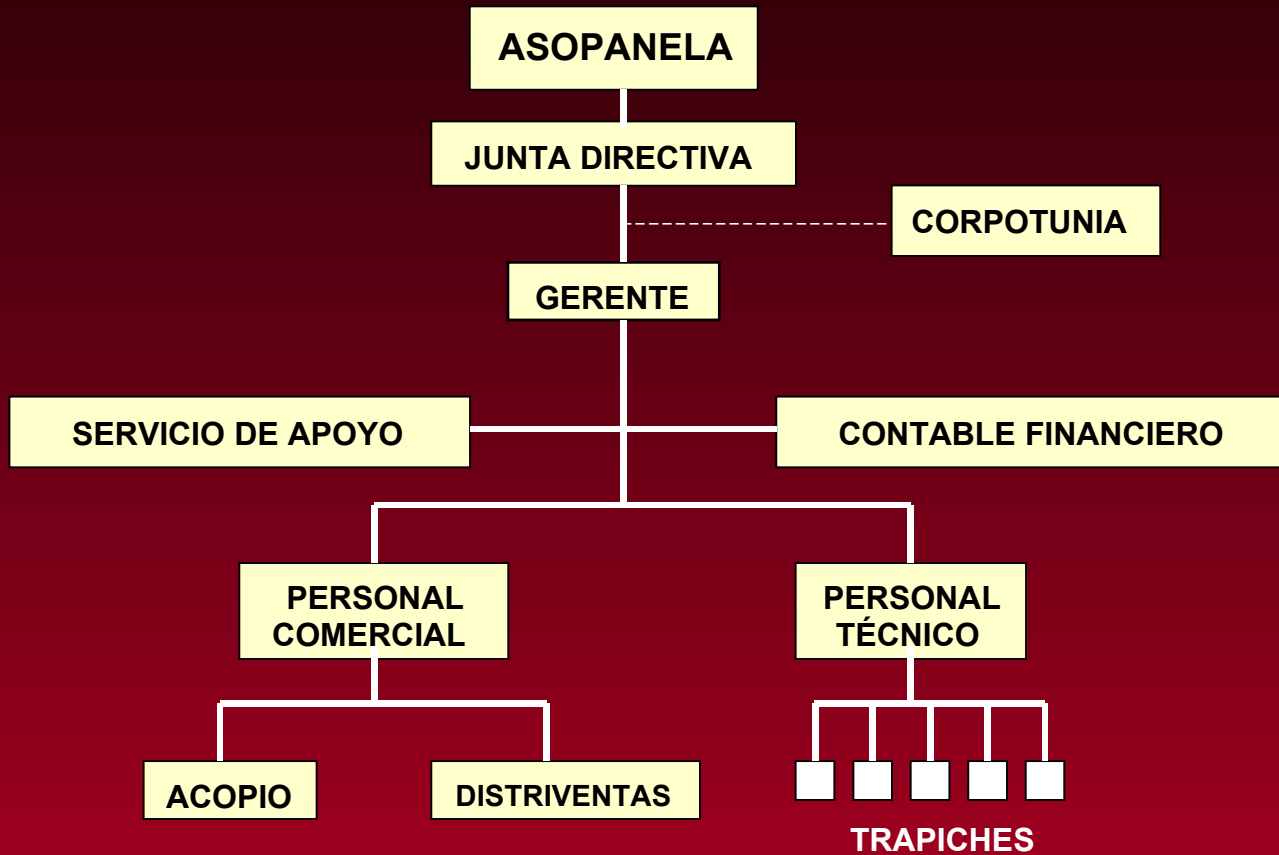 ASOPANELA
JUNTA DIRECTIVA
CORPOTUNIA
GERENTE
SERVICIO DE APOYO
CONTABLE FINANCIERO
PERSONAL
COMERCIAL
PERSONAL
TÉCNICO
ACOPIO
DISTRIVENTAS
TRAPICHES